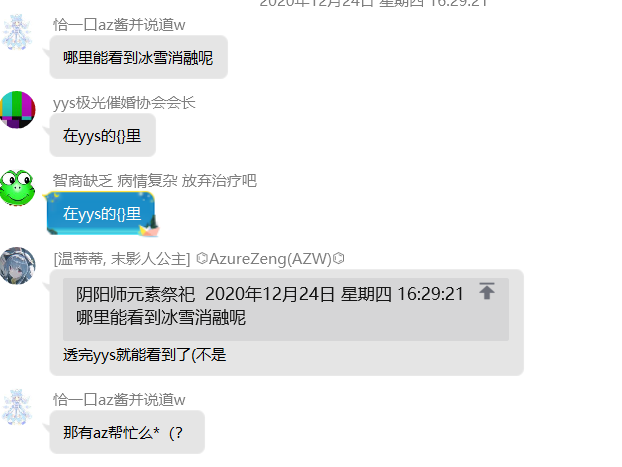 2020年12月24日 星期四 16:29:21
恰一口az酱并说道w
哪里能看到冰雪消融呢
yys极光催婚协会会长
在yys的{}里
智商缺乏 病情复杂 放弃治疗吧
在yys的{}里
[温蒂蒂, 末影人公主] ⌬AzureZeng(AZW)⌬
阴阳师元素祭祀 2020年12月24日 星期四 16:29:21
哪里能看到冰雪消融呢
透完yys就能看到了(不是
恰一口az酱并说道w
那有az帮忙么*（?